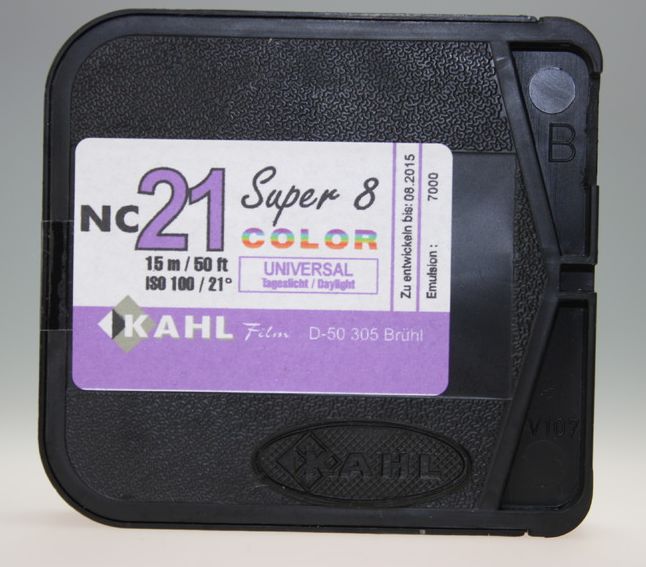 NC21 Super 8
COLOR
15 m / 50 ft
ISO 100 / 21°
UNIVERSAL
Tageslicht / Daylight
Zu entwickeln bis: 08.2015
Emulsion : 7000
KAHL Film D-50 305 Brühl
B
V107
KAHL